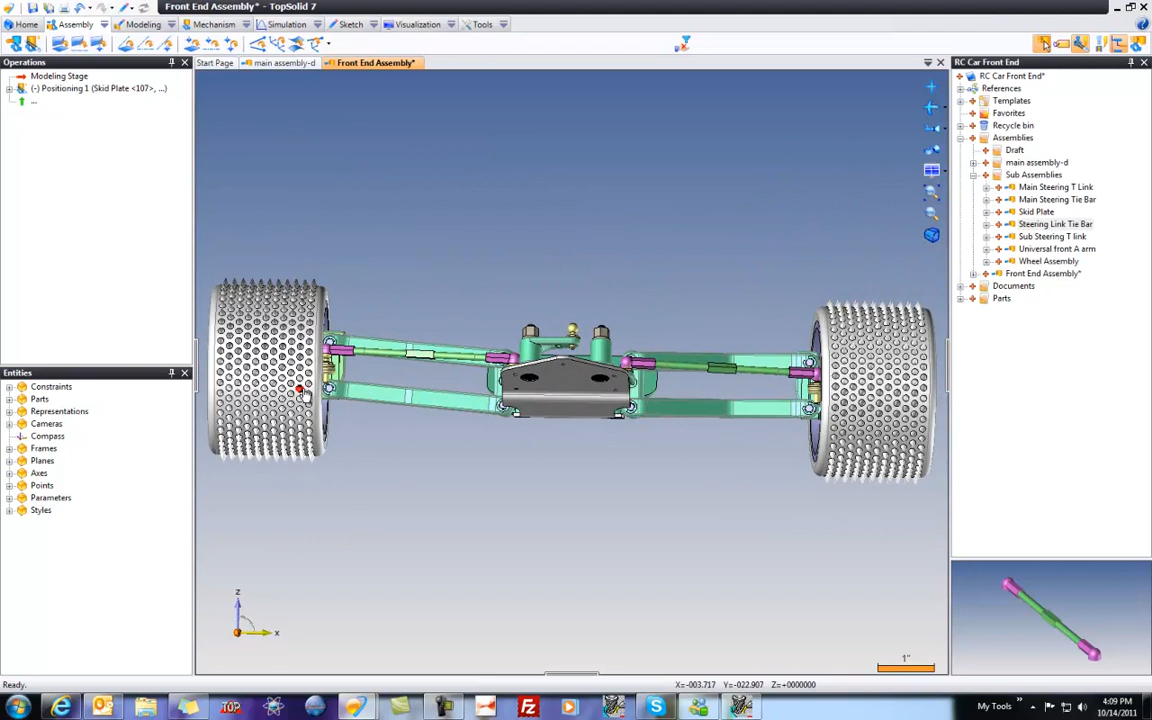 Front End Assembly* - TopSolid 7
Home
Assembly
Modeling
Mechanism
Simulation
Sketch
Visualization
Tools
Operations
Modeling Stage
(-) Positioning 1 (Skid Plate <107>, ...)
...
Start Page
main assembly-d
Front End Assembly*
RC Car Front End
RC Car Front End*
References
Templates
Favorites
Recycle bin
Assemblies
Draft
main assembly-d
Sub Assemblies
Main Steering T Link
Main Steering Tie Bar
Skid Plate
Steering Link Tie Bar
Sub Steering T link
Universal front A arm
Wheel Assembly
Front End Assembly*
Documents
Parts
Entities
Constraints
Parts
Representations
Cameras
Compass
Frames
Planes
Axes
Points
Parameters
Styles
z
x
1"
Ready.
X=-003.717 Y=-022.907 Z=+0000000
TOP
FZ
My Tools
»
4:09 PM
10/14/2011